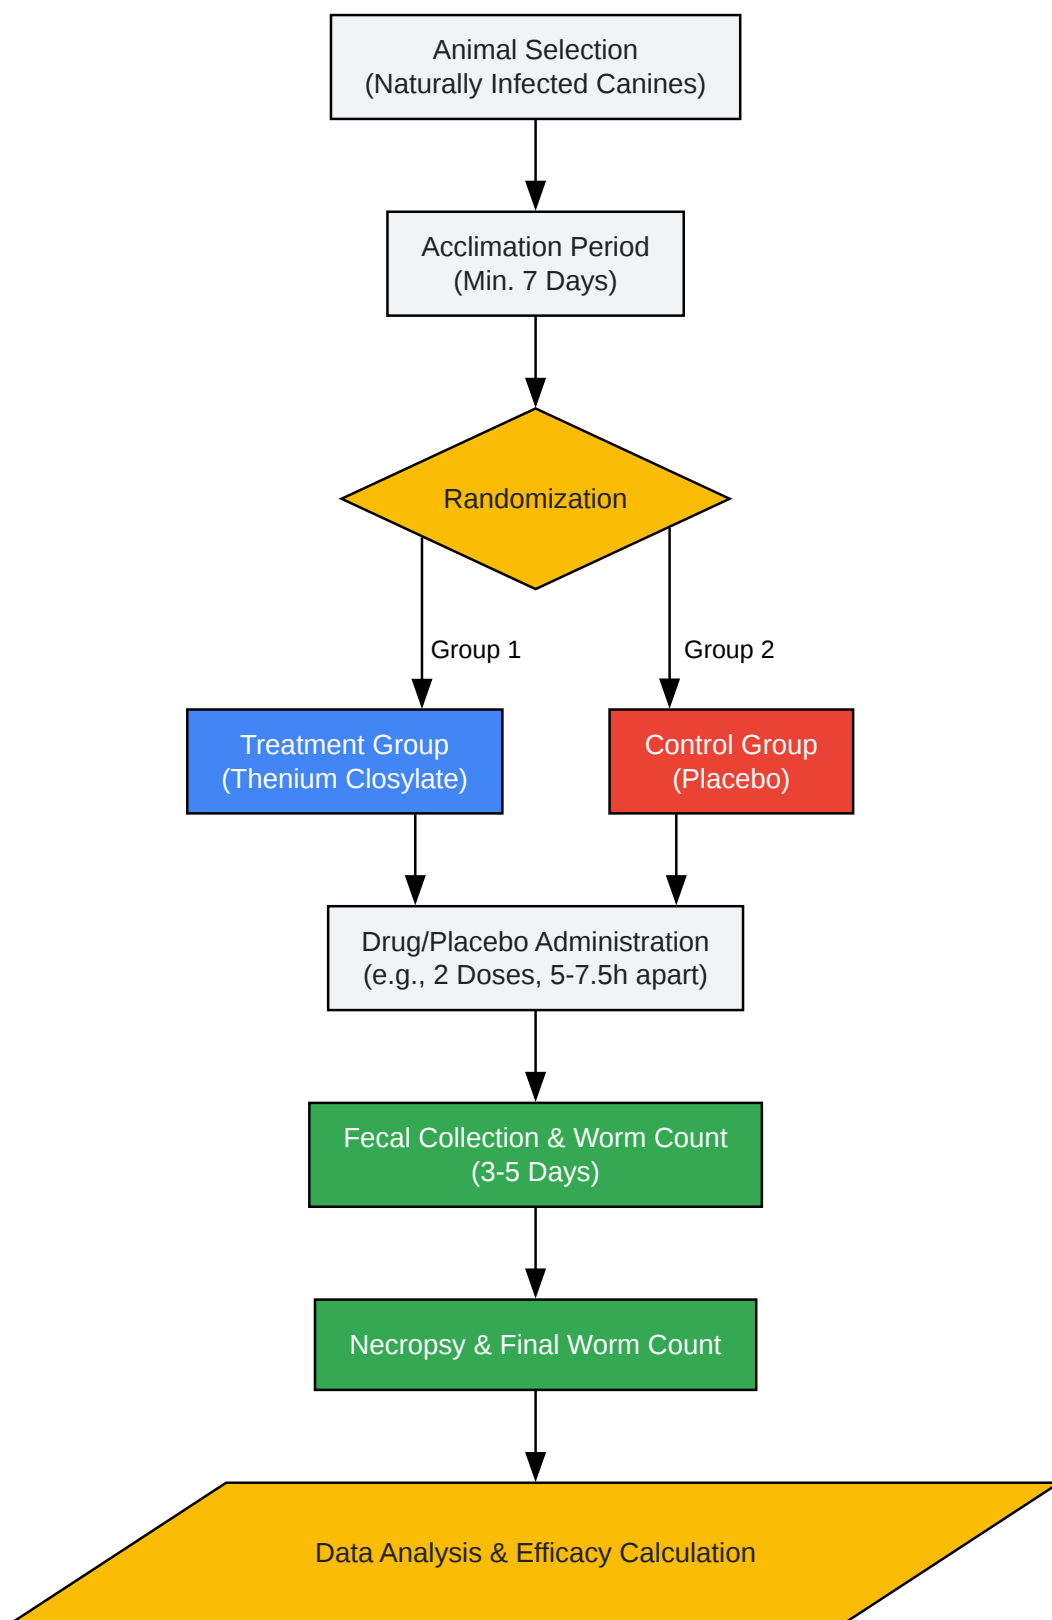 Animal Selection
(Naturally Infected Canines)
Acclimation Period
(Min. 7 Days)
Randomization
Group 1
Group 2
Treatment Group
(Thenium Closylate)
Control Group
(Placebo)
Drug/Placebo Administration
(e.g., 2 Doses, 5-7.5h apart)
Fecal Collection & Worm Count
(3-5 Days)
Necropsy & Final Worm Count
Data Analysis & Efficacy Calculation